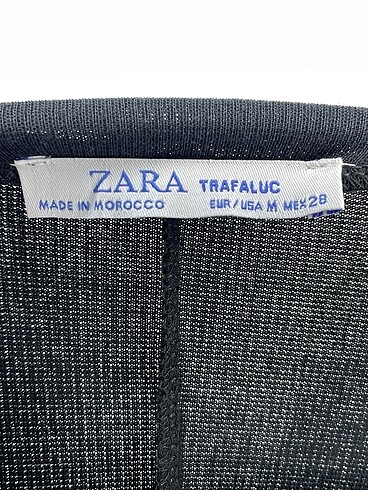 ZARA TRAFALUC
MADE IN MOROCCO EUR/USA M MEX 28